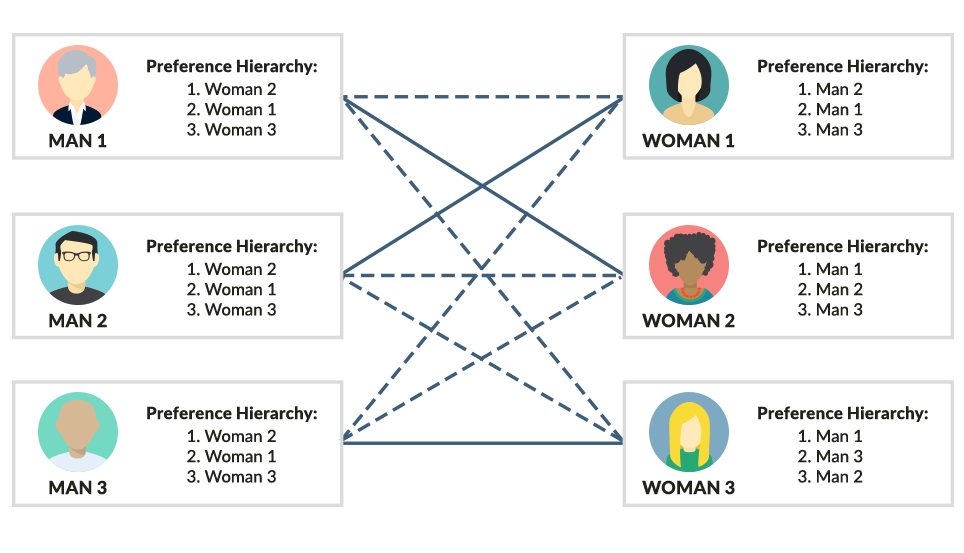 Preference Hierarchy:
1. Woman 2
2. Woman 1
3. Woman 3
MAN 1
Preference Hierarchy:
1. Man 2
2. Man 1
3. Man 3
WOMAN 1
Preference Hierarchy:
1. Woman 2
2. Woman 1
3. Woman 3
MAN 2
Preference Hierarchy:
1. Man 1
2. Man 2
3. Man 3
WOMAN 2
Preference Hierarchy:
1. Woman 2
2. Woman 1
3. Woman 3
MAN 3
Preference Hierarchy:
1. Man 1
2. Man 3
3. Man 2
WOMAN 3